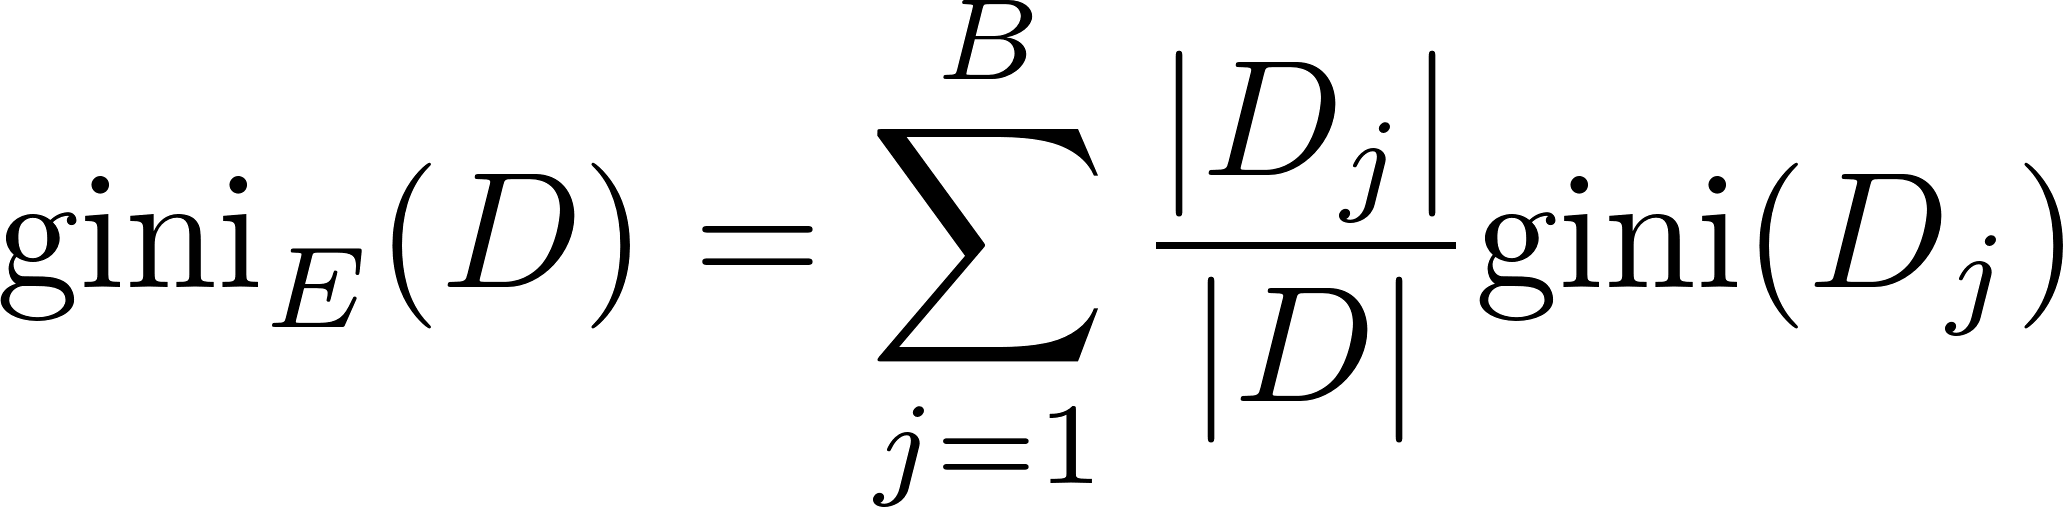 gini_E(D) = \sum_{j=1}^{B} \frac{|D_j|}{|D|} gini(D_j)